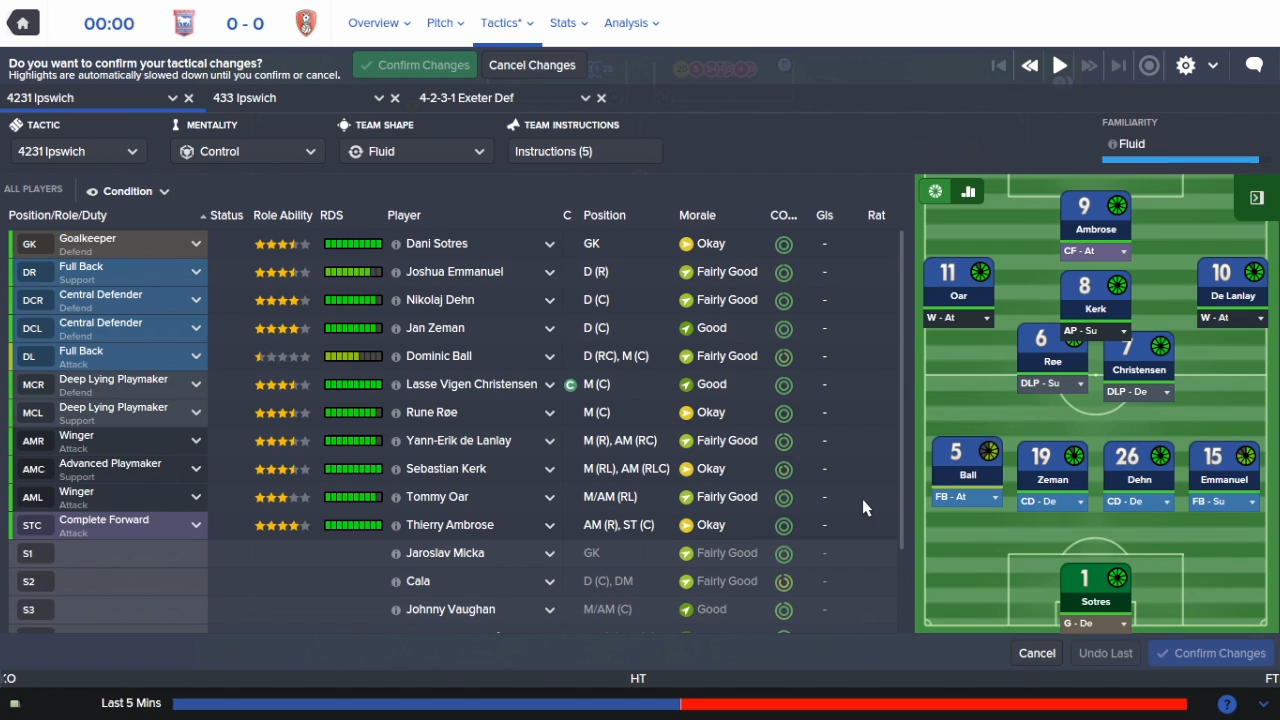 00:00
0 - 0
Overview
Pitch
Tactics*
Stats
Analysis
Do you want to confirm your tactical changes?
Highlights are automatically slowed down until you confirm or cancel.
Confirm Changes
Cancel Changes
4231 Ipswich
433 Ipswich
4-2-3-1 Exeter Def
TACTIC
MENTALITY
TEAM SHAPE
TEAM INSTRUCTIONS
FAMILIARITY
4231 Ipswich
Control
Fluid
Instructions (5)
Fluid
ALL PLAYERS
Condition
Position/Role/Duty Status Role Ability RDS Player C Position Morale CO... Gls Rat
GK Goalkeeper Defend Dani Sotres GK Okay -
DR Full Back Support Joshua Emmanuel D (R) Fairly Good -
DCR Central Defender Defend Nikolaj Dehn D (C) Fairly Good -
DCL Central Defender Defend Jan Zeman D (C) Good -
DL Full Back Attack Dominic Ball D (RC), M (C) Fairly Good -
MCR Deep Lying Playmaker Defend Lasse Vigen Christensen C M (C) Good -
MCL Deep Lying Playmaker Support Rune Røe M (C) Okay -
AMR Winger Attack Yann-Erik de Lanlay M (R), AM (RC) Fairly Good -
AMC Advanced Playmaker Support Sebastian Kerk M (RL), AM (RLC) Okay -
AML Winger Attack Tommy Oar M/AM (RL) Fairly Good -
STC Complete Forward Attack Thierry Ambrose AM (R), ST (C) Okay -
S1 Jaroslav Micka GK Fairly Good -
S2 Cala D (C), DM Fairly Good -
S3 Johnny Vaughan M/AM (C) Good -
9
Ambrose
CF - At
11
Oar
W - At
8
Kerk
AP - Su
10
De Lanlay
W - At
6
Røe
DLP - Su
7
Christensen
DLP - De
5
Ball
FB - At
19
Zeman
CD - De
26
Dehn
CD - De
15
Emmanuel
FB - Su
1
Sotres
G - De
Cancel
Undo Last
Confirm Changes
HT
FT
Last 5 Mins
?